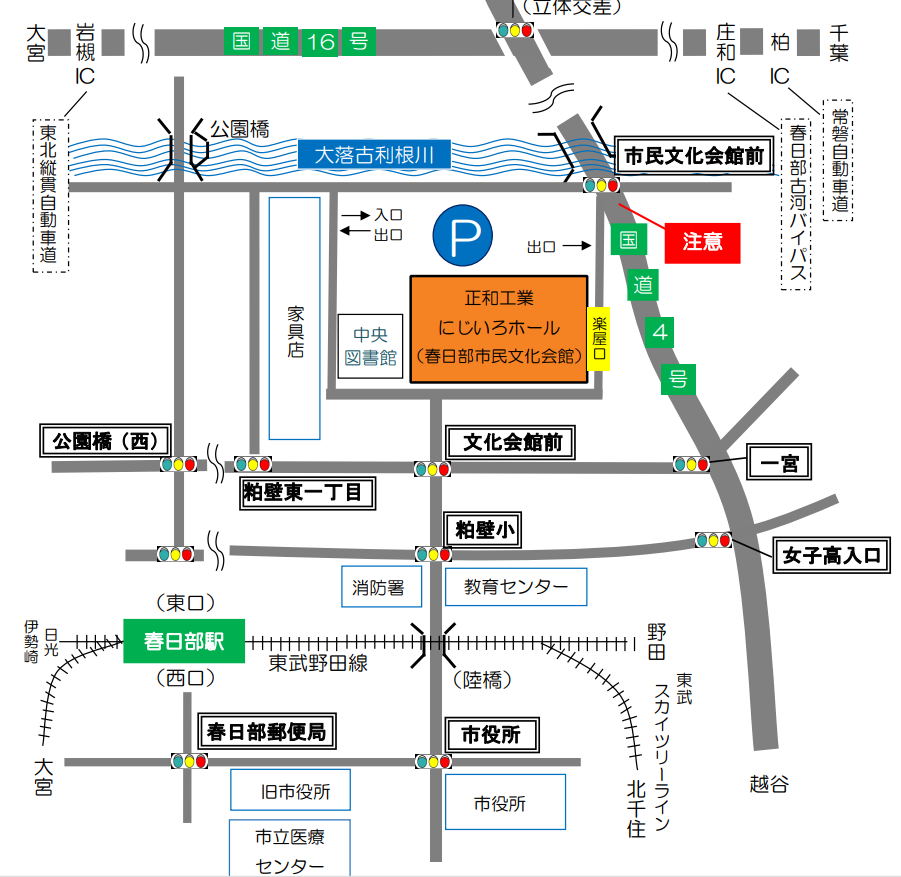 （立体交差）
大宮
岩槻IC
国道16号
庄和IC
柏IC
千葉
東北縦貫自動車道
公園橋
大落古利根川
市民文化会館前
春日部古河バイパス
常磐自動車道
入口
出口
P
出口
注意
国道4号
家具店
中央
図書館
正和工業
にじいろホール
（春日部市民文化会館）
楽屋口
公園橋（西）
文化会館前
一宮
粕壁東一丁目
粕壁小
女子高入口
消防署
教育センター
（東口）
伊勢崎
日光
春日部駅
東武野田線
野田
（西口）
（陸橋）
東武
スカイツリーライン
春日部郵便局
市役所
大宮
北千住
越谷
旧市役所
市役所
市立医療
センター